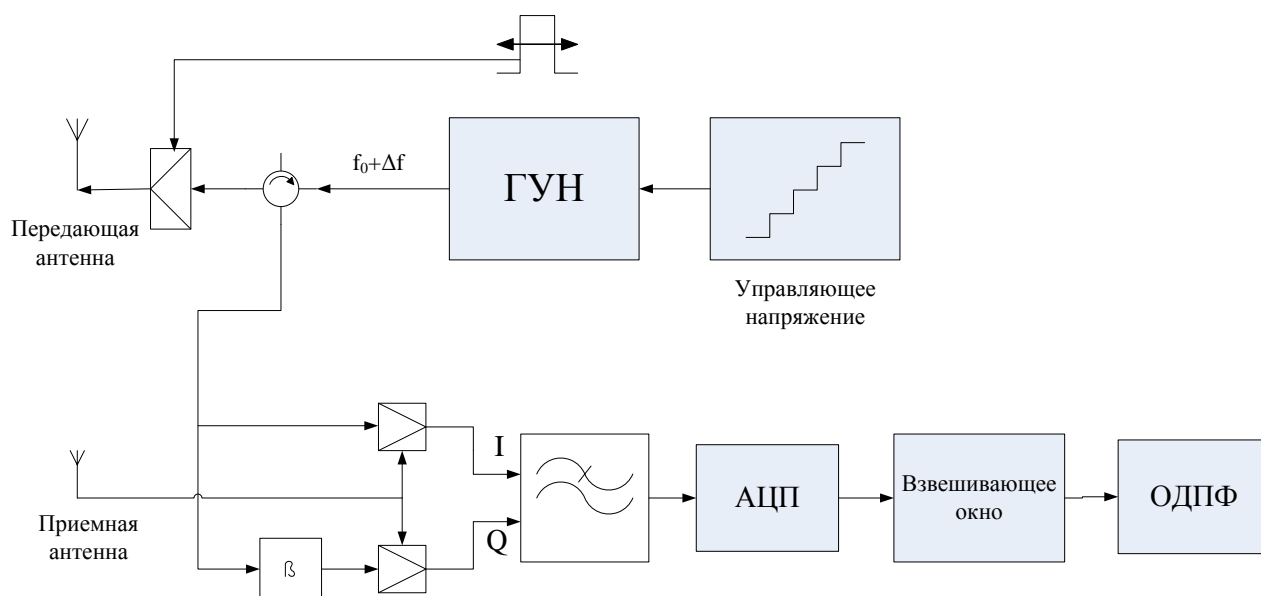 f₀+Δf
ГУН
Передающая
антенна
Управляющее
напряжение
I
Q
АЦП
Взвешивающее
окно
ОДПФ
Приемная
антенна
ß